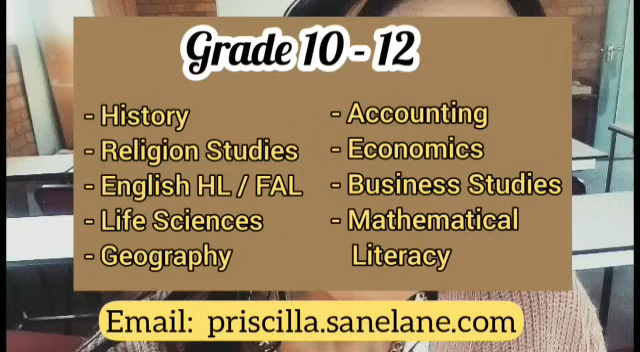 Grade 10 - 12
- History
- Religion Studies
- English HL / FAL
- Life Sciences
- Geography
- Accounting
- Economics
- Business Studies
- Mathematical
Literacy
Email: priscilla.sanelane.com